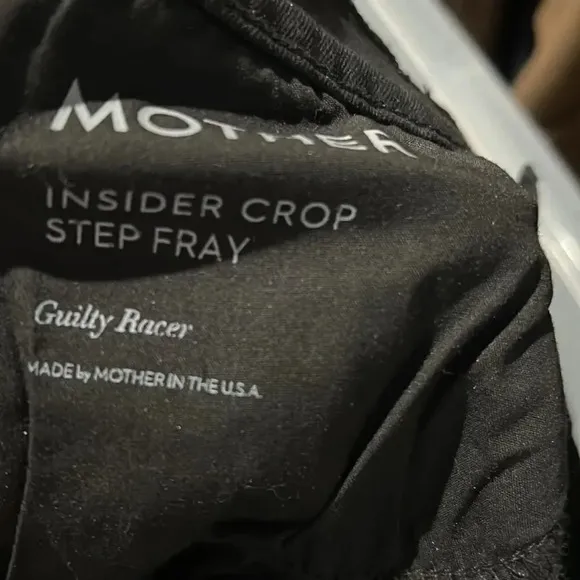 MOTHER
INSIDER CROP
STEP FRAY
Guilty Racer
MADE by MOTHER IN THE U.S.A.